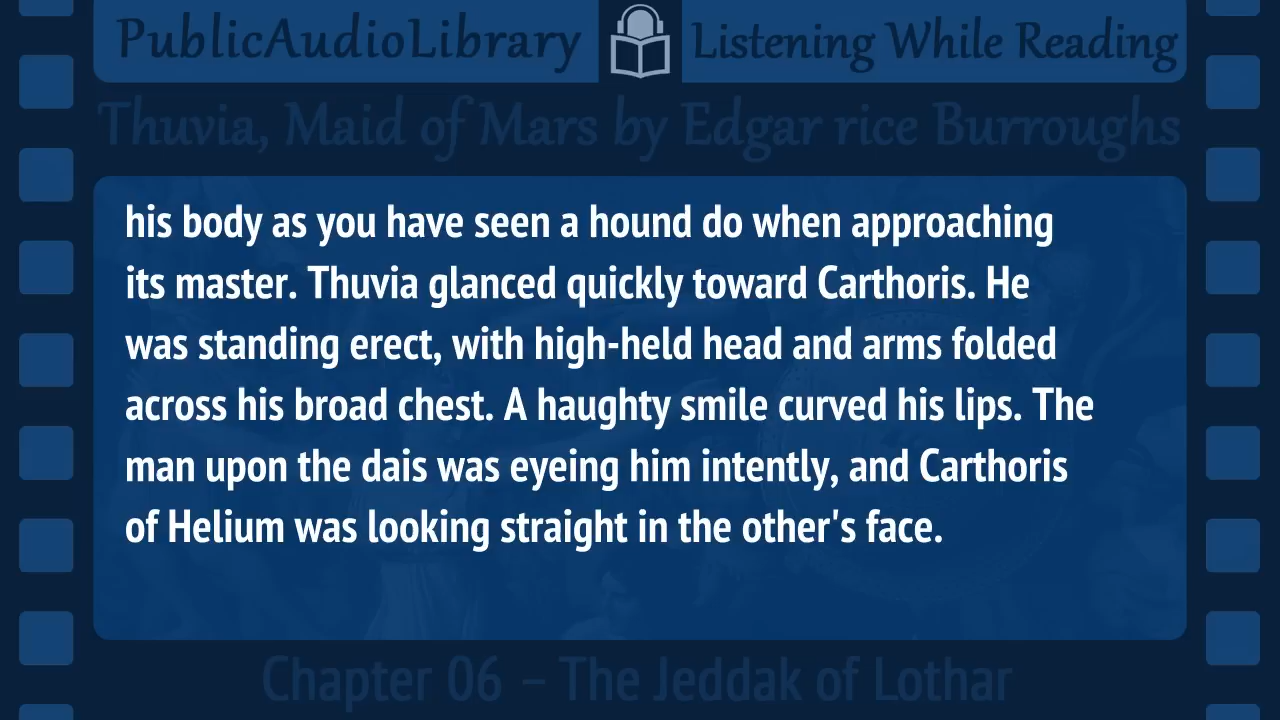 PublicAudioLibrary Listening While Reading
Thuvia, Maid of Mars by Edgar rice Burroughs
his body as you have seen a hound do when approaching
its master. Thuvia glanced quickly toward Carthoris. He
was standing erect, with high-held head and arms folded
across his broad chest. A haughty smile curved his lips. The
man upon the dais was eyeing him intently, and Carthoris
of Helium was looking straight in the other's face.
Chapter 06 – The Jeddak of Lothar